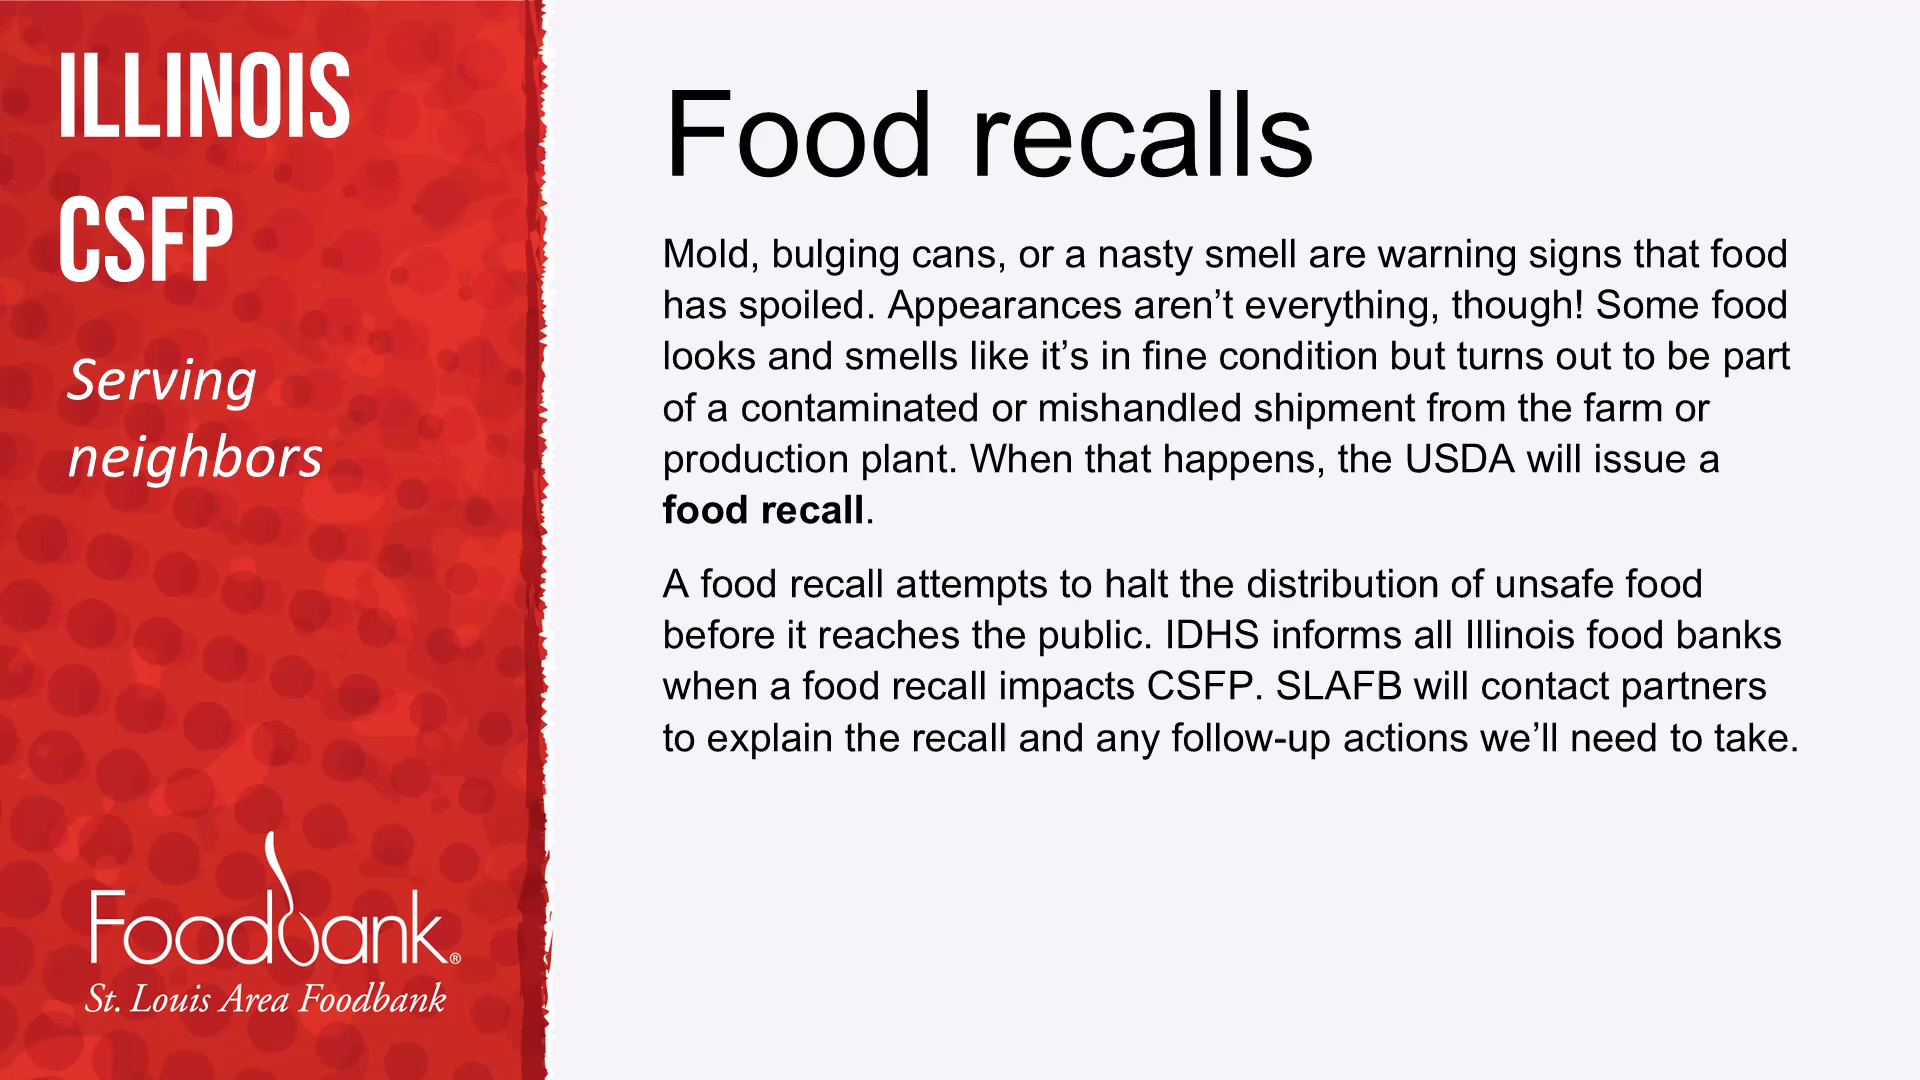 ILLINOIS
CSFP
Serving
neighbors
Foodbank®
St. Louis Area Foodbank
Food recalls
Mold, bulging cans, or a nasty smell are warning signs that food
has spoiled. Appearances aren’t everything, though! Some food
looks and smells like it’s in fine condition but turns out to be part
of a contaminated or mishandled shipment from the farm or
production plant. When that happens, the USDA will issue a
food recall.
A food recall attempts to halt the distribution of unsafe food
before it reaches the public. IDHS informs all Illinois food banks
when a food recall impacts CSFP. SLAFB will contact partners
to explain the recall and any follow-up actions we’ll need to take.